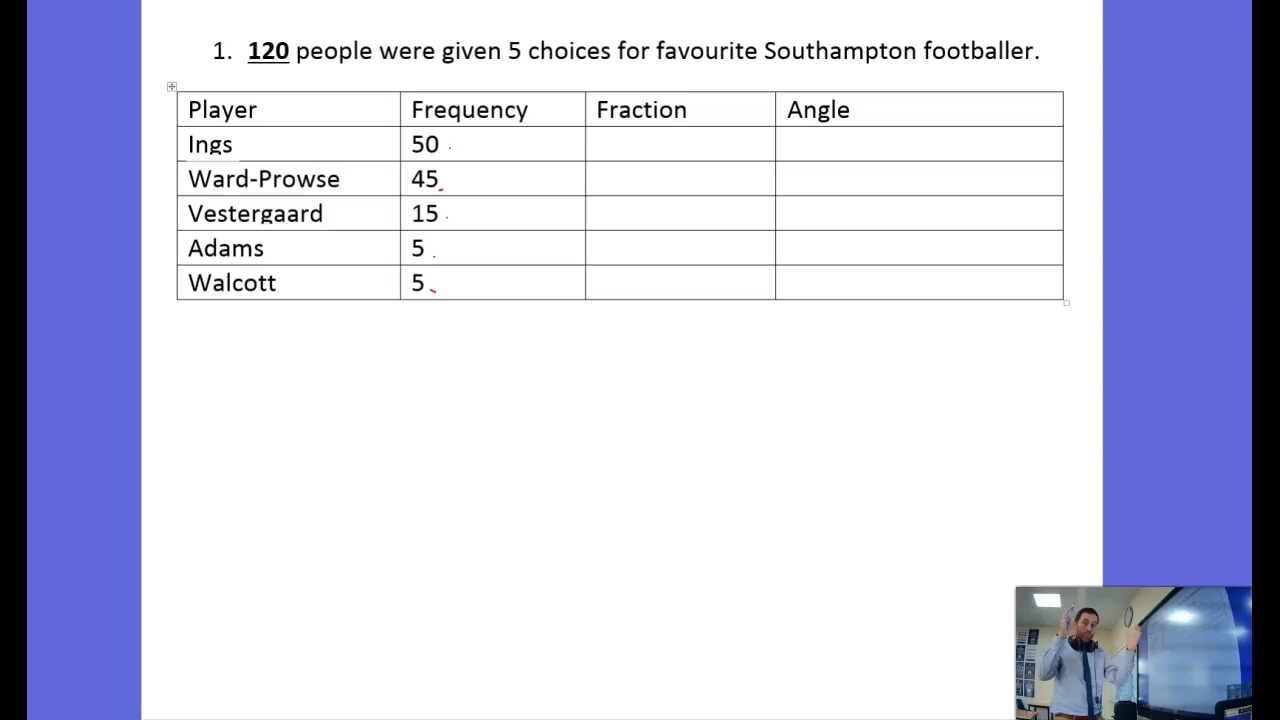 1. 120 people were given 5 choices for favourite Southampton footballer.
Player Frequency Fraction Angle
Ings 50
Ward-Prowse 45
Vestergaard 15
Adams 5
Walcott 5